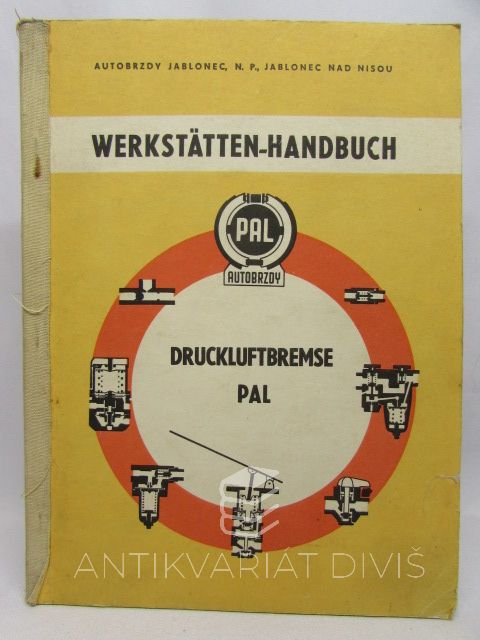 AUTOBRZDY JABLONEC, N. P., JABLONEC NAD NISOU
WERKSTÄTTEN-HANDBUCH
PAL
AUTOBRZDY
DRUCKLUFTBREMSE
PAL
ANTIKVARIÁT DIVIŠ